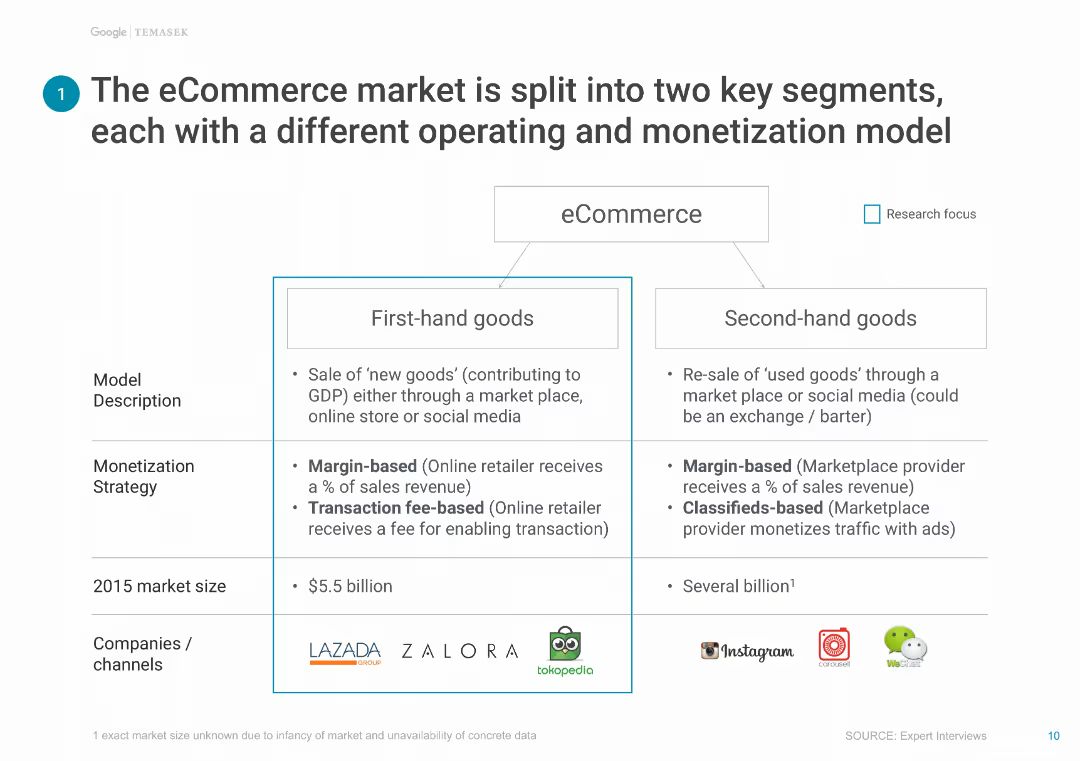 Google | TEMASEK
1
The eCommerce market is split into two key segments,
each with a different operating and monetization model
eCommerce
Research focus
First-hand goods
Second-hand goods
Model
Description
• Sale of ‘new goods’ (contributing to
GDP) either through a market place,
online store or social media
• Re-sale of ‘used goods’ through a
market place or social media (could
be an exchange / barter)
Monetization
Strategy
• Margin-based (Online retailer receives
a % of sales revenue)
• Transaction fee-based (Online retailer
receives a fee for enabling transaction)
• Margin-based (Marketplace provider
receives a % of sales revenue)
• Classifieds-based (Marketplace
provider monetizes traffic with ads)
2015 market size
• $5.5 billion
• Several billion¹
Companies /
channels
LAZADA
GROUP
ZALORA
tokopedia
Instagram
carousell
WeChat
1 exact market size unknown due to infancy of market and unavailability of concrete data
SOURCE: Expert Interviews
10